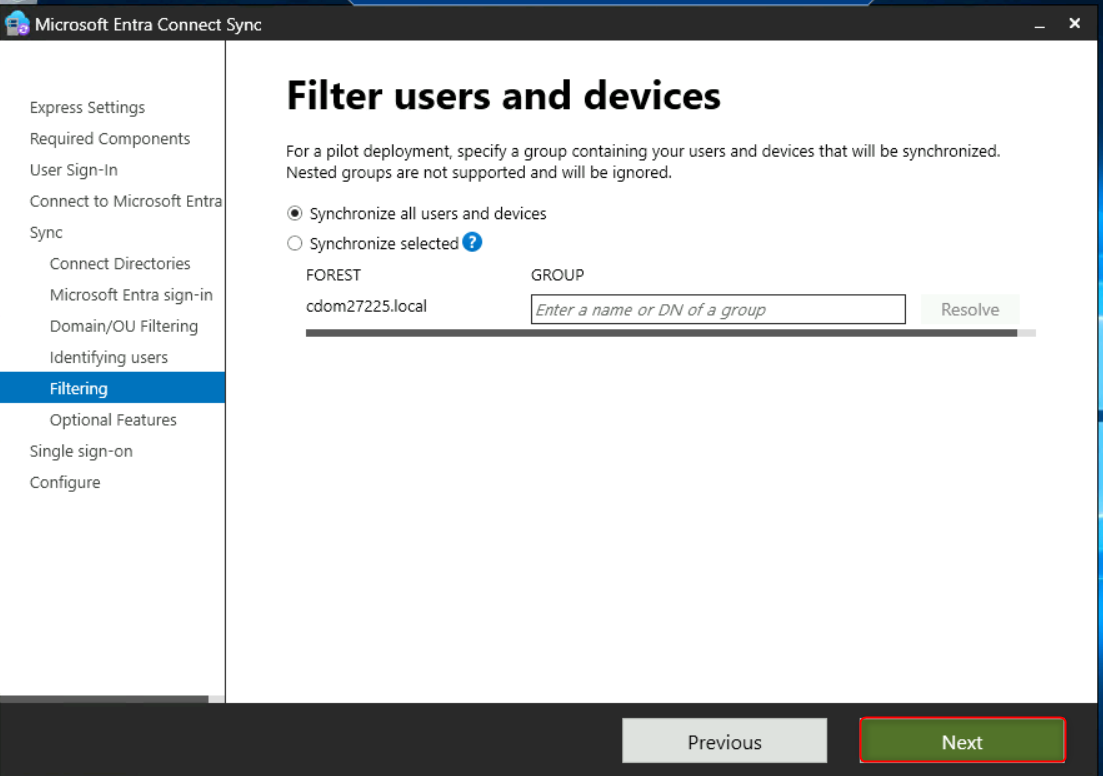 Microsoft Entra Connect Sync
Express Settings
Required Components
User Sign-In
Connect to Microsoft Entra
Sync
Connect Directories
Microsoft Entra sign-in
Domain/OU Filtering
Identifying users
Filtering
Optional Features
Single sign-on
Configure
Filter users and devices
For a pilot deployment, specify a group containing your users and devices that will be synchronized.
Nested groups are not supported and will be ignored.
Synchronize all users and devices
Synchronize selected ?
FOREST GROUP
cdom27225.local Enter a name or DN of a group Resolve
Previous Next